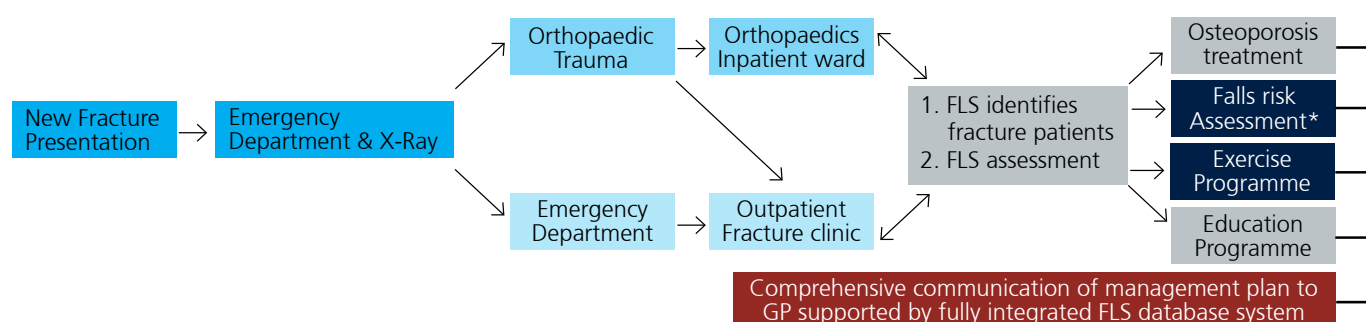 New Fracture
Presentation
Emergency
Department & X-Ray
Orthopaedic
Trauma
Orthopaedics
Inpatient ward
Emergency
Department
Outpatient
Fracture clinic
1. FLS identifies
fracture patients
2. FLS assessment
Osteoporosis
treatment
Falls risk
Assessment*
Exercise
Programme
Education
Programme
Comprehensive communication of management plan to
GP supported by fully integrated FLS database system